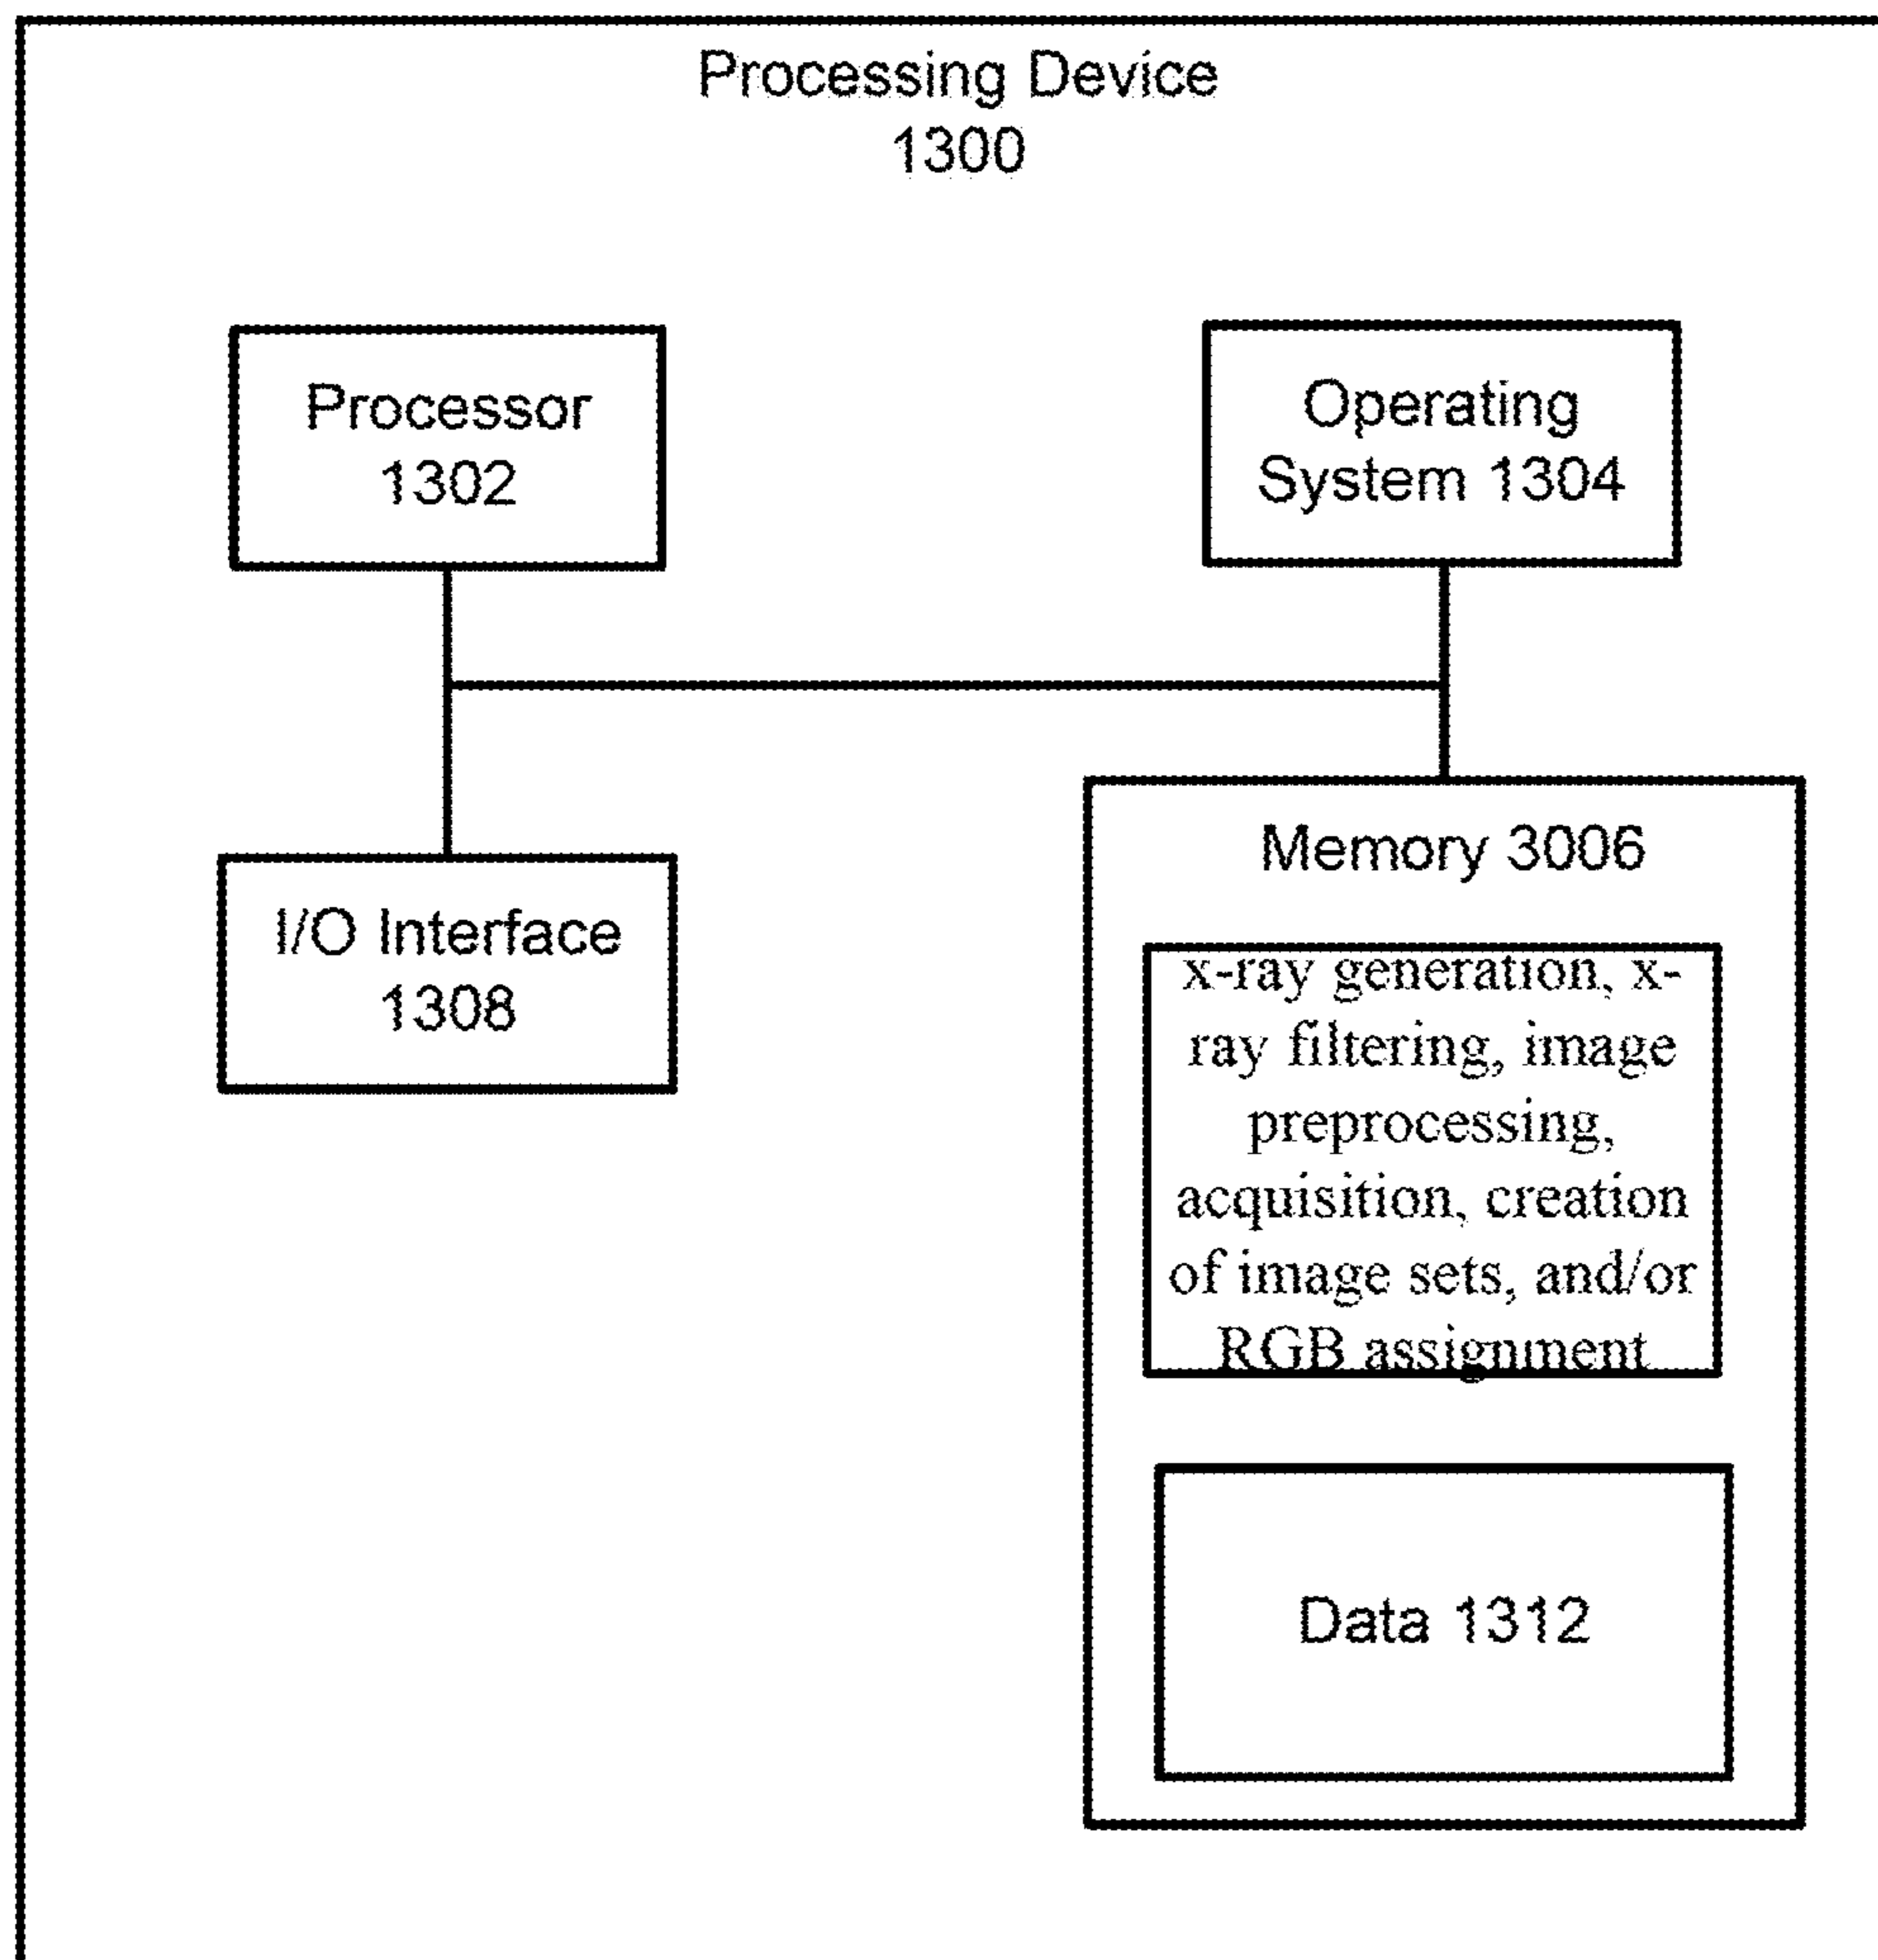 Processing Device
1300
Processor
1302
Operating
System 1304
I/O Interface
1308
Memory 3006
x-ray generation, x-
ray filtering, image
preprocessing,
acquisition, creation
of image sets, and/or
RGB assignment
Data 1312